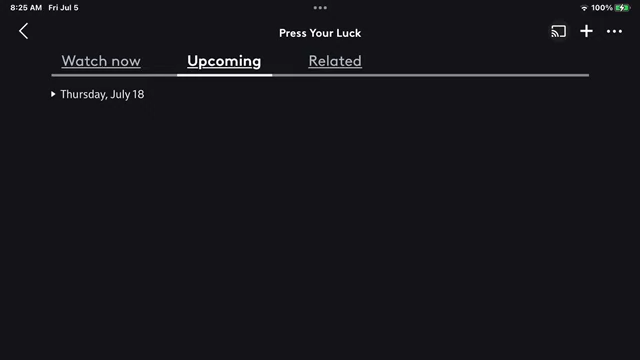 8:25 AM Fri Jul 5
100%
Press Your Luck
Watch now Upcoming Related
Thursday, July 18